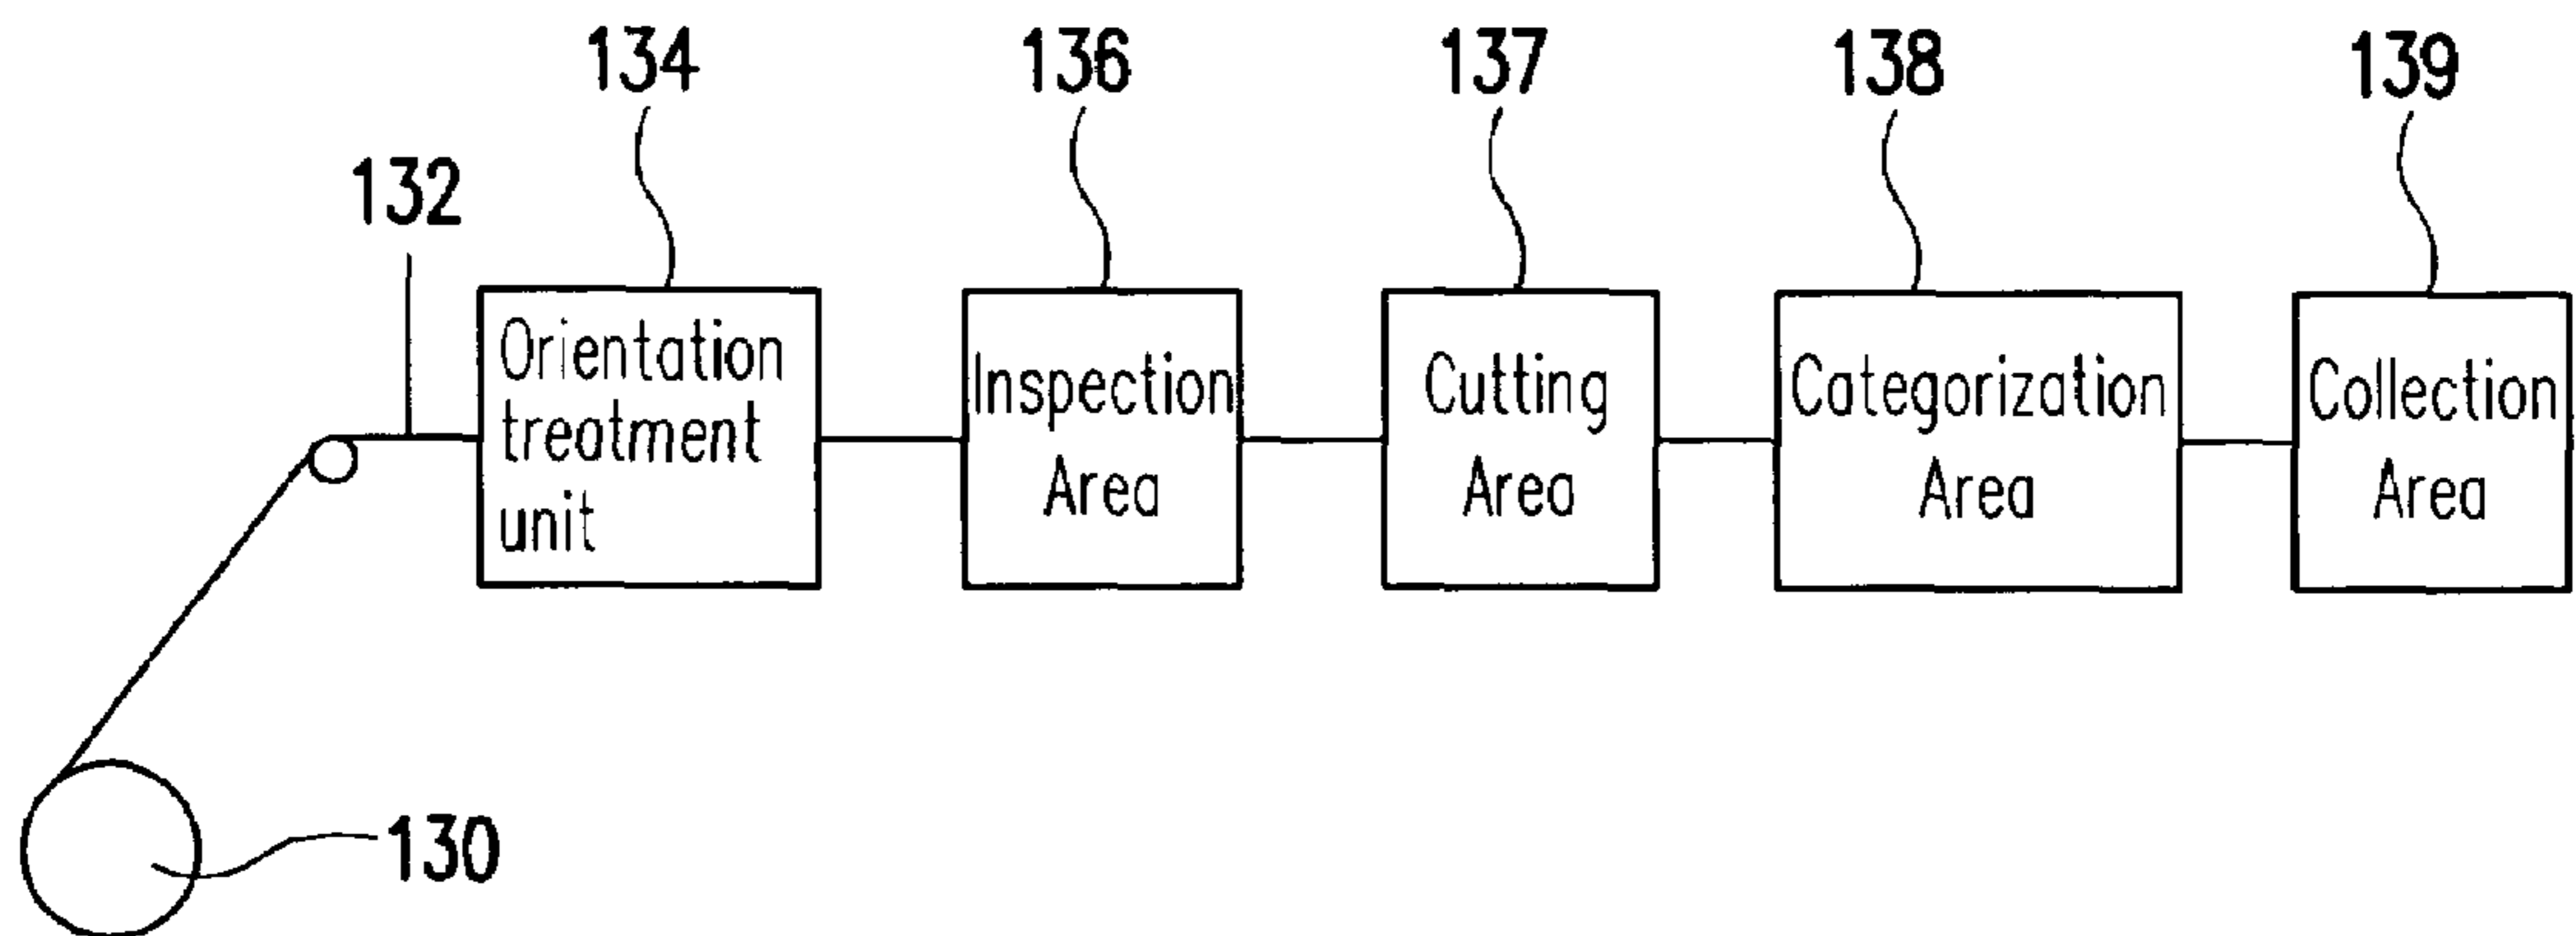 134
136
137
138
139
132
Orientation
treatment
unit
Inspection
Area
Cutting
Area
Categorization
Area
Collection
Area
130